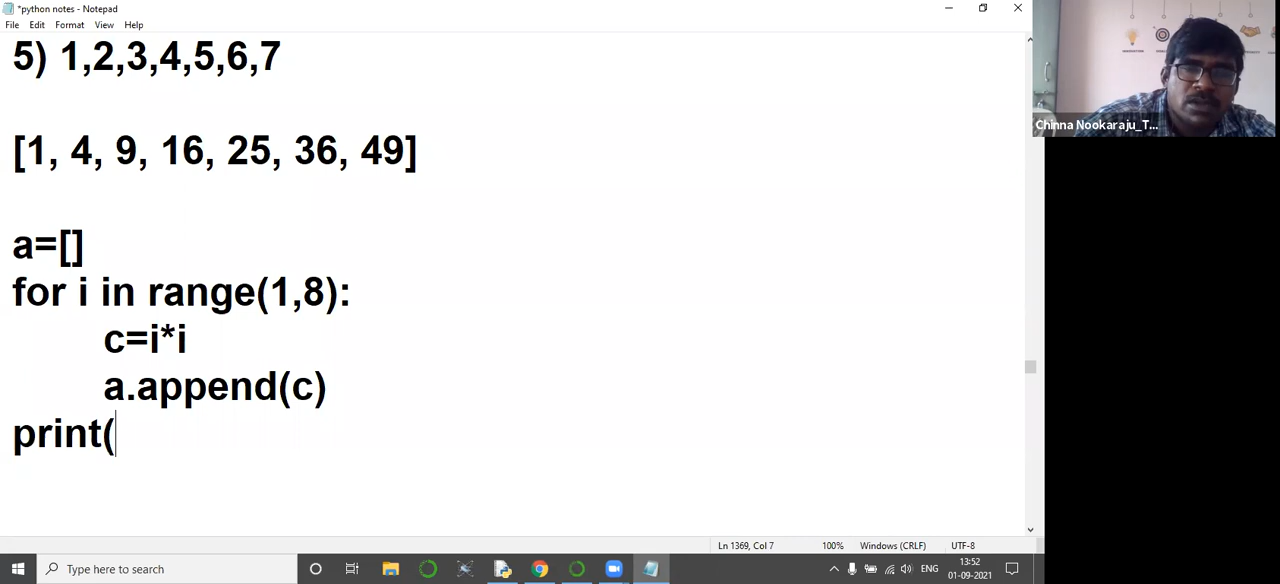 *python notes - Notepad
File Edit Format View Help
5) 1,2,3,4,5,6,7
[1, 4, 9, 16, 25, 36, 49]
a=[]
for i in range(1,8):
c=i*i
a.append(c)
print(
Chinna Nookaraju_T...
Ln 1369, Col 7 100% Windows (CRLF) UTF-8
Type here to search
ENG
13:52
01-09-2021